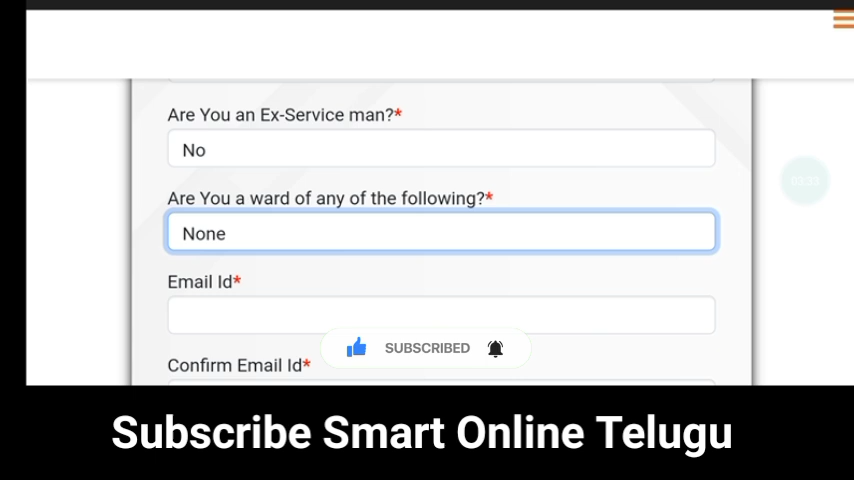 Are You an Ex-Service man?*
No
Are You a ward of any of the following?*
None
Email Id*
SUBSCRIBED
Confirm Email Id*
Subscribe Smart Online Telugu